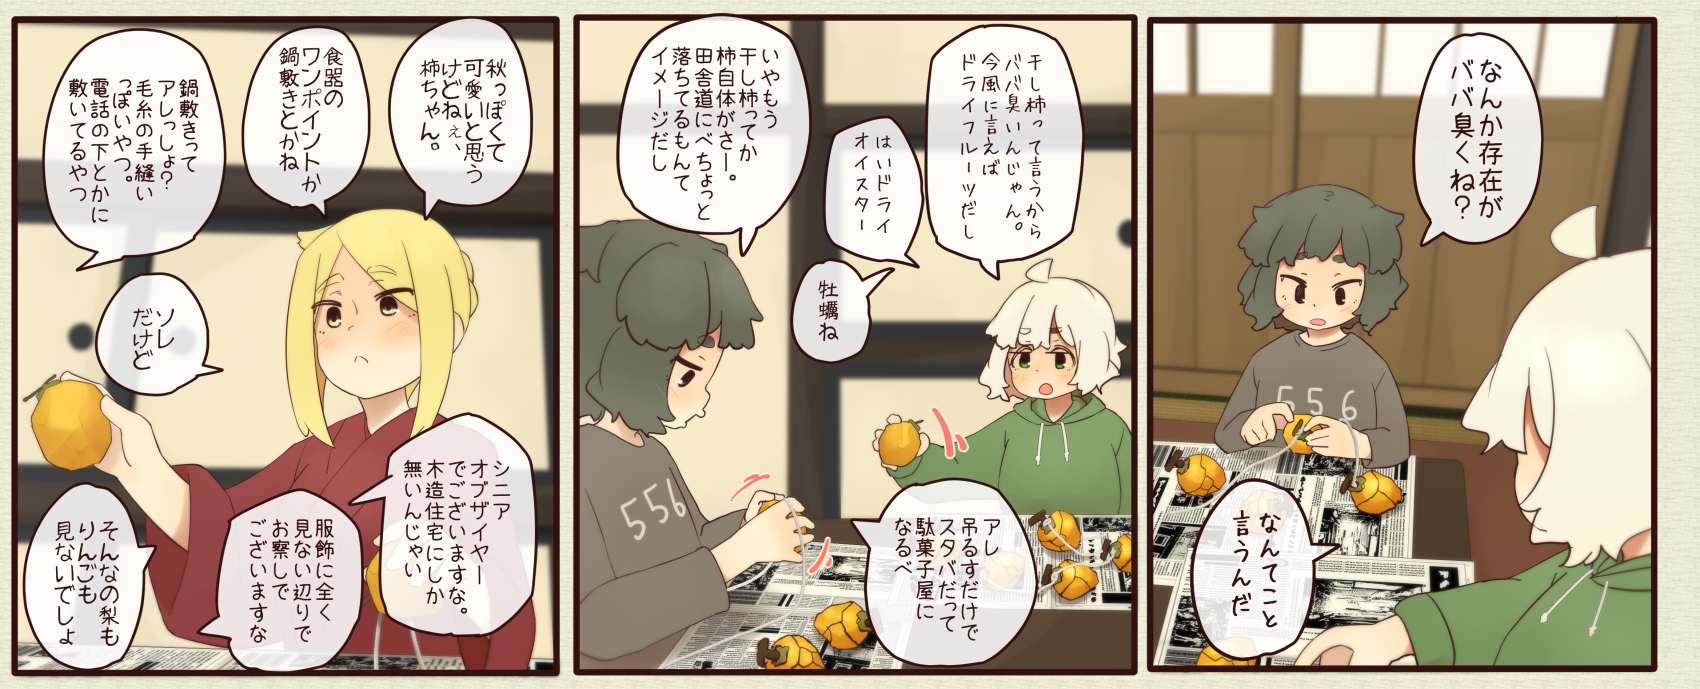 なんか存在が
ババ臭くね?
なんてこと
言うんだ
556
干し柿って言うから
ババ臭いんじゃん。
今風に言えば
ドライフルーツだし
はいドライ
オイスター
牡蠣ね
いやもう
干し柿ってか
柿自体がさー。
田舎道にべちょっと
落ちてるもんて
イメージだし
アレ
吊るすだけで
スタバだって
駄菓子屋に
なるべ
556
秋っぽくて
可愛いと思う
けどねぇ、
柿ちゃん。
食器の
ワンポイントか
鍋敷きとかね
鍋敷きって
アレっしょ?
毛糸の手縫い
っぽいやつ。
電話の下とかに
敷いてるやつ
ソレ
だけど
シニア
オブザイヤー
でございますな。
木造住宅にしか
無いんじゃい
服飾に全く
見ない辺りで
お察しで
ございますな
そんなの梨も
りんごも
見ないでしょ